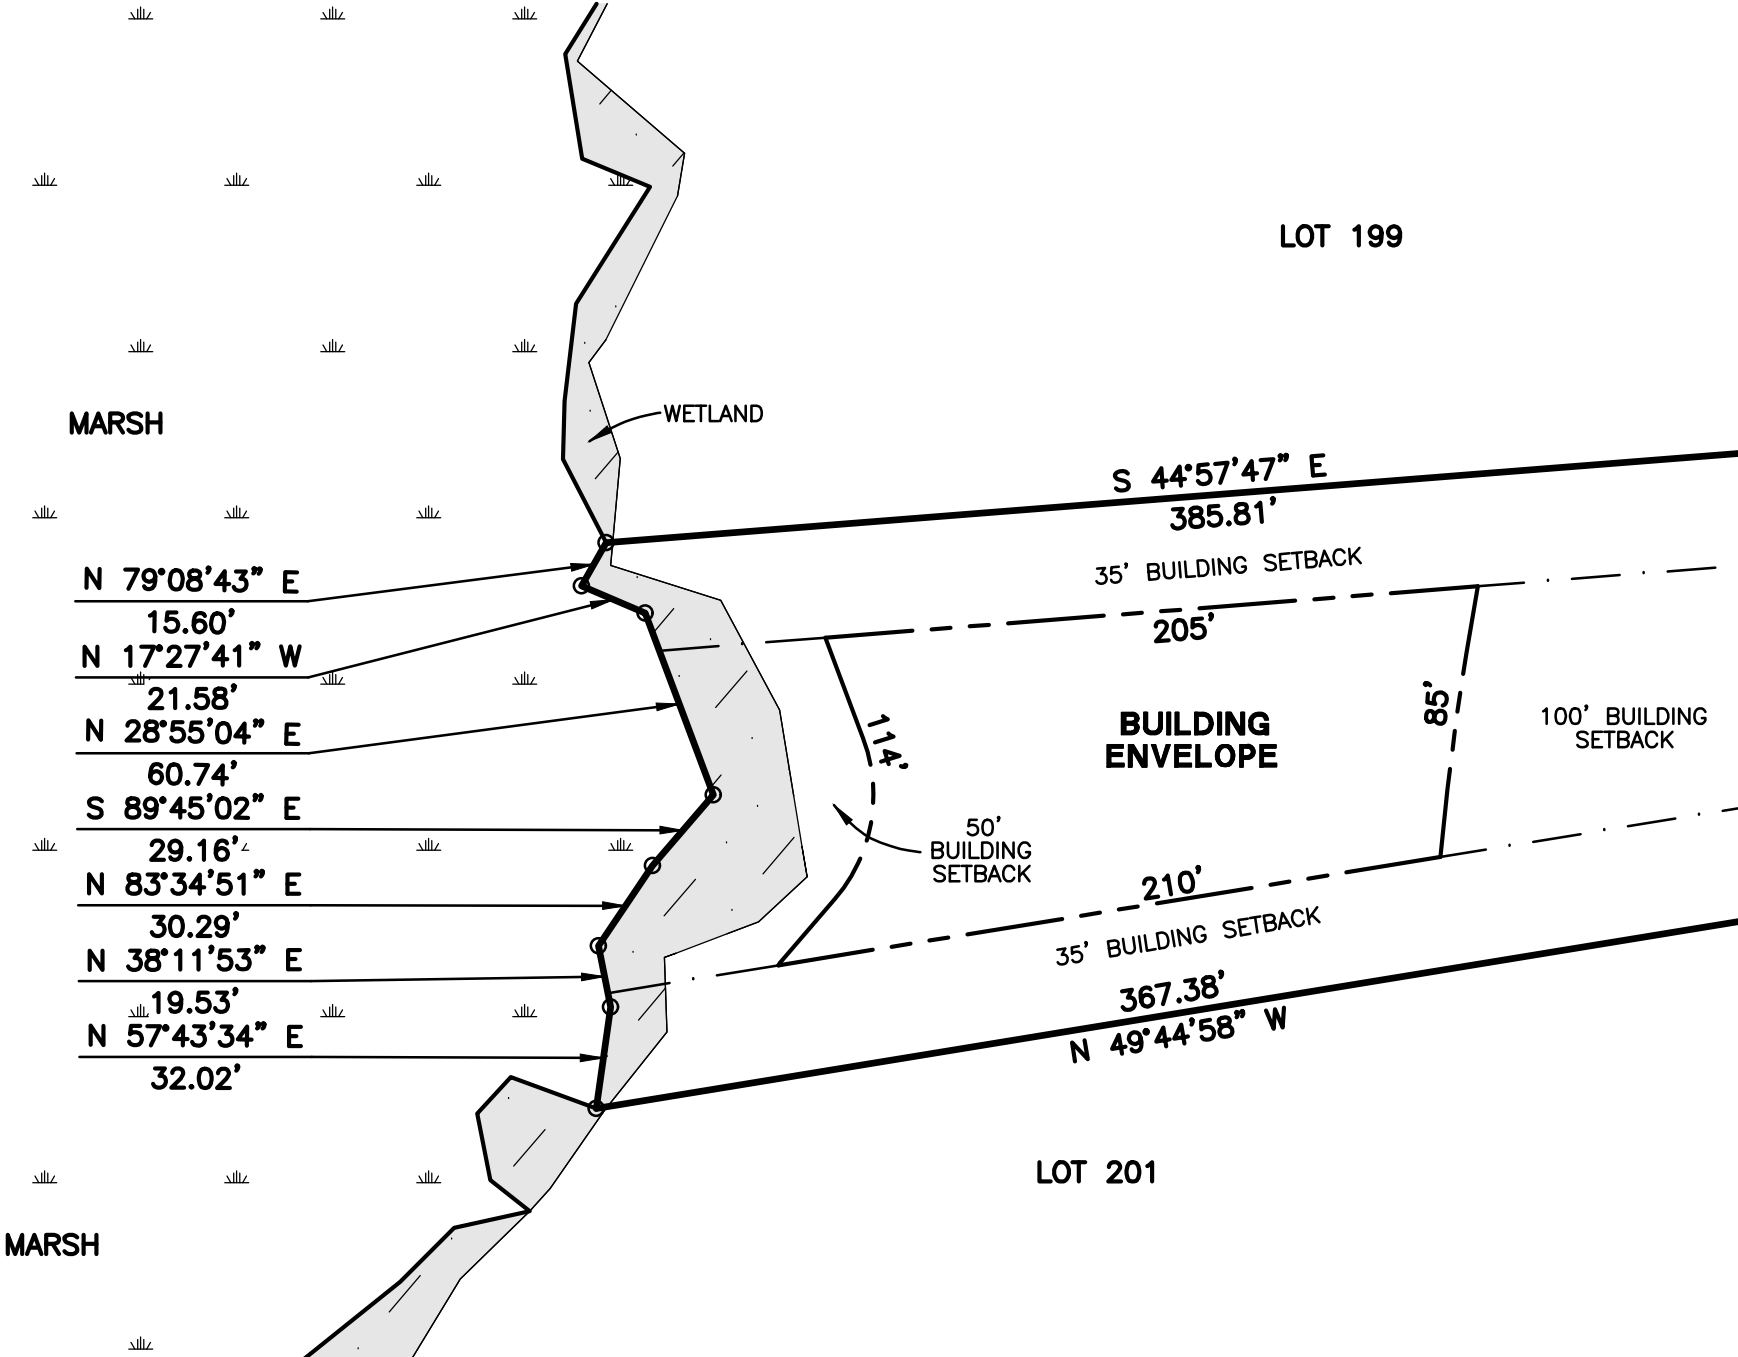 LOT 199
MARSH
WETLAND
S 44°57'47" E
385.81'
35' BUILDING SETBACK
N 79°08'43" E
15.60'
N 17°27'41" W
21.58'
N 28°55'04" E
60.74'
S 89°45'02" E
29.16'
N 83°34'51" E
30.29'
N 38°11'53" E
19.53'
N 57°43'34" E
32.02'
205'
114'
85'
BUILDING
ENVELOPE
100' BUILDING
SETBACK
50'
BUILDING
SETBACK
210'
35' BUILDING SETBACK
367.38'
N 49°44'58" W
LOT 201
MARSH